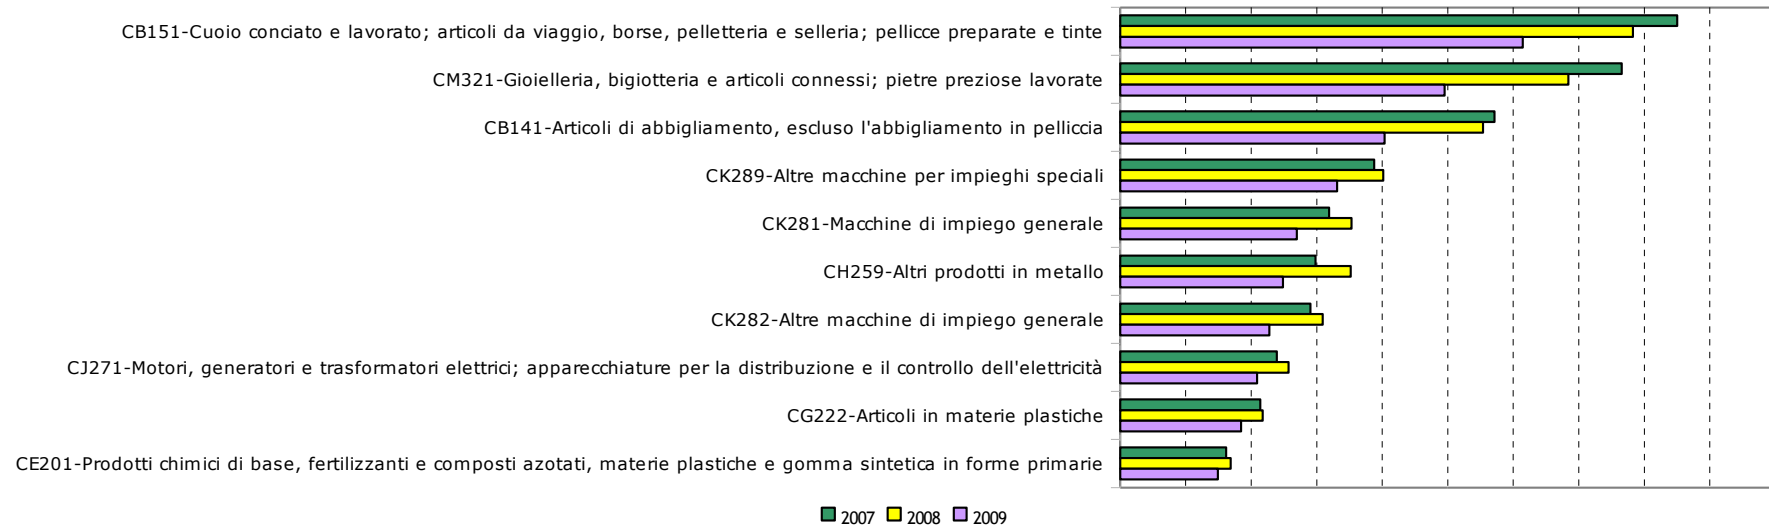 CB151-Cuoio conciato e lavorato; articoli da viaggio, borse, pelletteria e selleria; pellicce preparate e tinte
CM321-Gioielleria, bigiotteria e articoli connessi; pietre preziose lavorate
CB141-Articoli di abbigliamento, escluso l'abbigliamento in pelliccia
CK289-Altre macchine per impieghi speciali
CK281-Macchine di impiego generale
CH259-Altri prodotti in metallo
CK282-Altre macchine di impiego generale
CJ271-Motori, generatori e trasformatori elettrici; apparecchiature per la distribuzione e il controllo dell'elettricità
CG222-Articoli in materie plastiche
CE201-Prodotti chimici di base, fertilizzanti e composti azotati, materie plastiche e gomma sintetica in forme primarie
2007 2008 2009